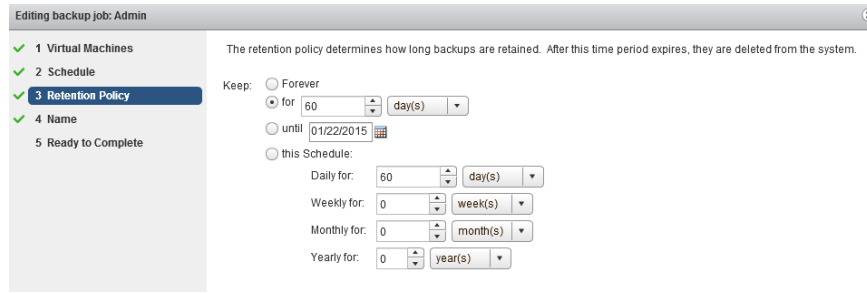 Editing backup job: Admin
1 Virtual Machines
2 Schedule
3 Retention Policy
4 Name
5 Ready to Complete
The retention policy determines how long backups are retained. After this time period expires, they are deleted from the system.
Keep: Forever
for 60 day(s)
until 01/22/2015
this Schedule:
Daily for: 60 day(s)
Weekly for: 0 week(s)
Monthly for: 0 month(s)
Yearly for: 0 year(s)